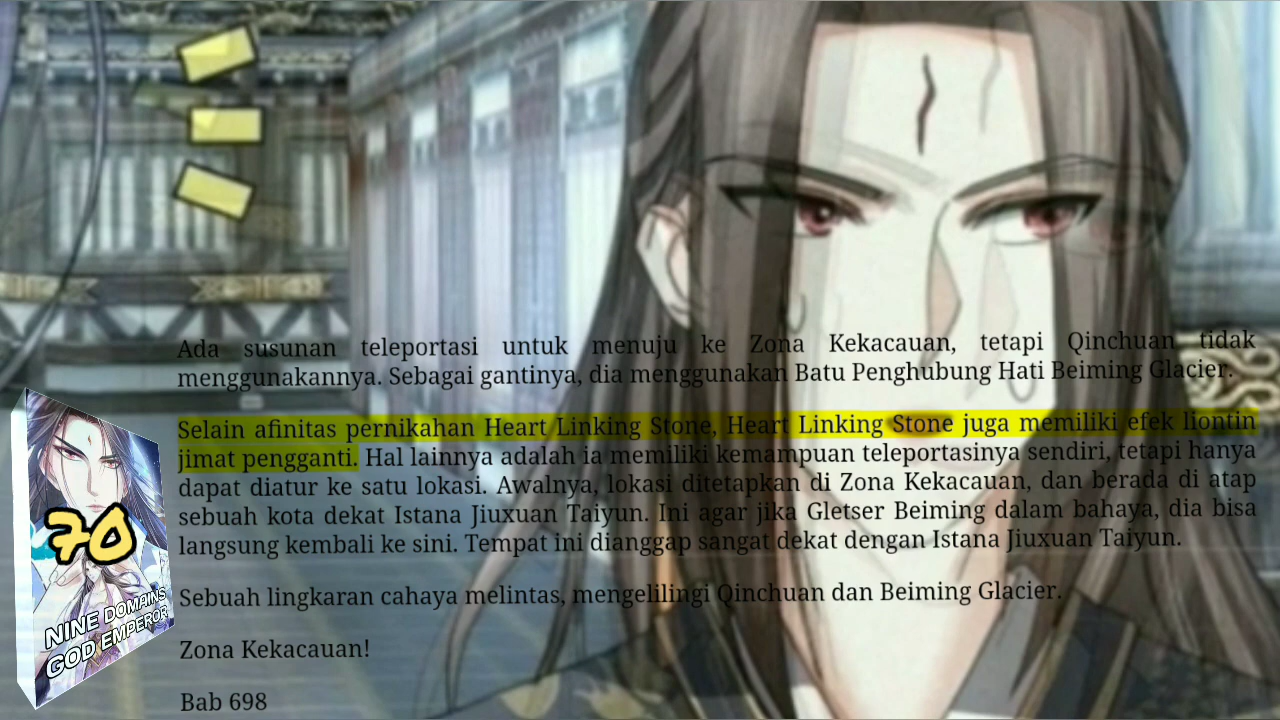 Ada susunan teleportasi untuk menuju ke Zona Kekacauan, tetapi Qinchuan tidak
menggunakannya. Sebagai gantinya, dia menggunakan Batu Penghubung Hati Beiming Glacier.
Selain afinitas pernikahan Heart Linking Stone, Heart Linking Stone juga memiliki efek liontin
jimat pengganti. Hal lainnya adalah ia memiliki kemampuan teleportasinya sendiri, tetapi hanya
dapat diatur ke satu lokasi. Awalnya, lokasi ditetapkan di Zona Kekacauan, dan berada di atap
sebuah kota dekat Istana Jiuxuan Taiyun. Ini agar jika Gletser Beiming dalam bahaya, dia bisa
langsung kembali ke sini. Tempat ini dianggap sangat dekat dengan Istana Jiuxuan Taiyun.
Sebuah lingkaran cahaya melintas, mengelilingi Qinchuan dan Beiming Glacier.
Zona Kekacauan!
Bab 698
70
NINE DOMAINS
GOD EMPEROR